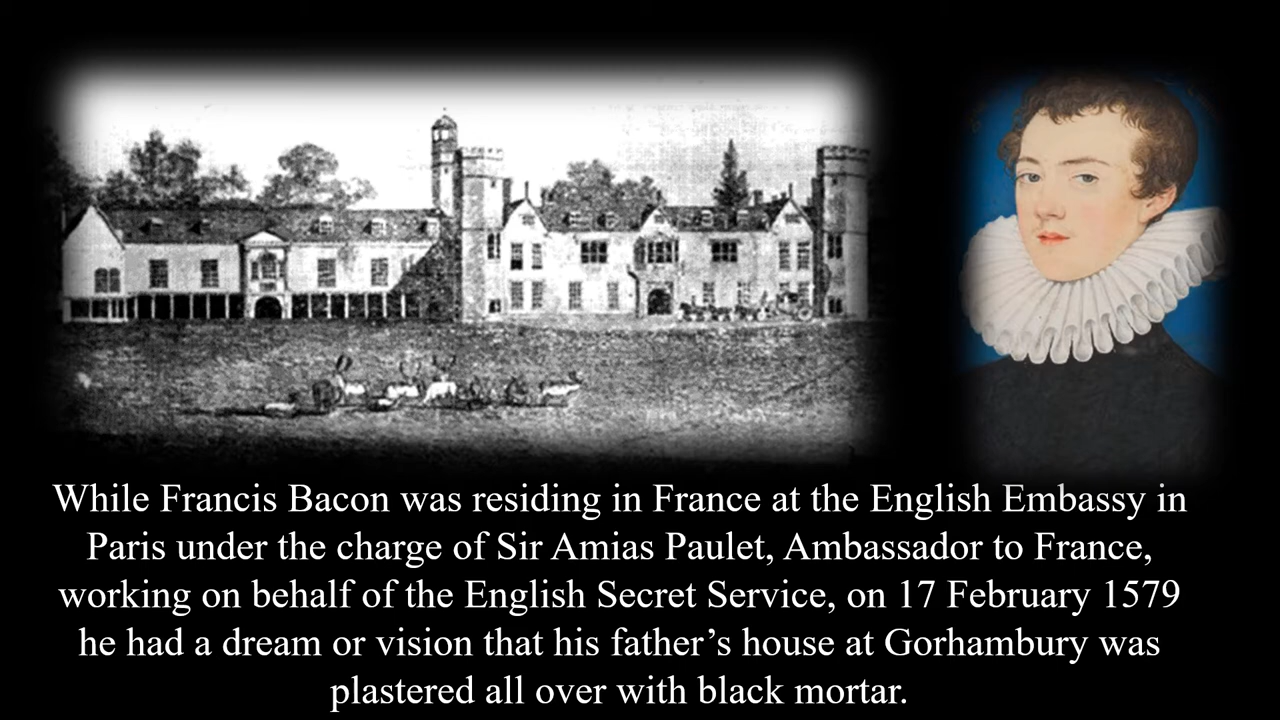 While Francis Bacon was residing in France at the English Embassy in
Paris under the charge of Sir Amias Paulet, Ambassador to France,
working on behalf of the English Secret Service, on 17 February 1579
he had a dream or vision that his father’s house at Gorhambury was
plastered all over with black mortar.